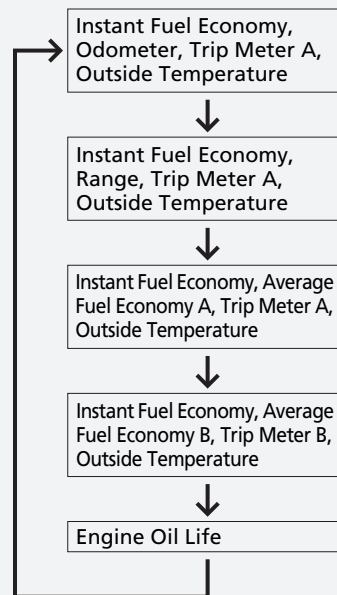 Instant Fuel Economy,
Odometer, Trip Meter A,
Outside Temperature
Instant Fuel Economy,
Range, Trip Meter A,
Outside Temperature
Instant Fuel Economy, Average
Fuel Economy A, Trip Meter A,
Outside Temperature
Instant Fuel Economy, Average
Fuel Economy B, Trip Meter B,
Outside Temperature
Engine Oil Life